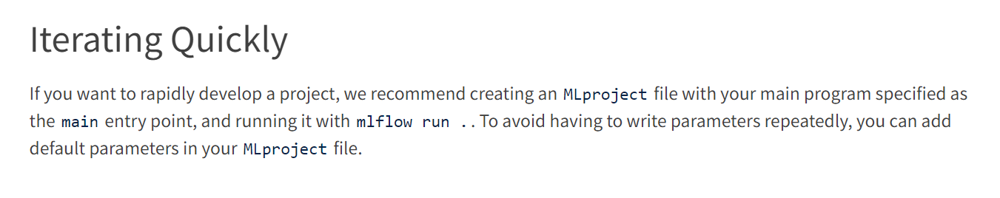 Iterating Quickly
If you want to rapidly develop a project, we recommend creating an MLproject file with your main program specified as
the main entry point, and running it with mlflow run .. To avoid having to write parameters repeatedly, you can add
default parameters in your MLproject file.